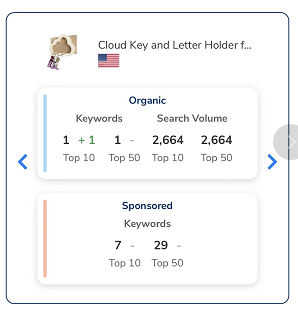 Cloud Key and Letter Holder f...
Organic
Keywords Search Volume
1 + 1 1 - 2,664 2,664
Top 10 Top 50 Top 10 Top 50
Sponsored
Keywords
7 - 29 -
Top 10 Top 50